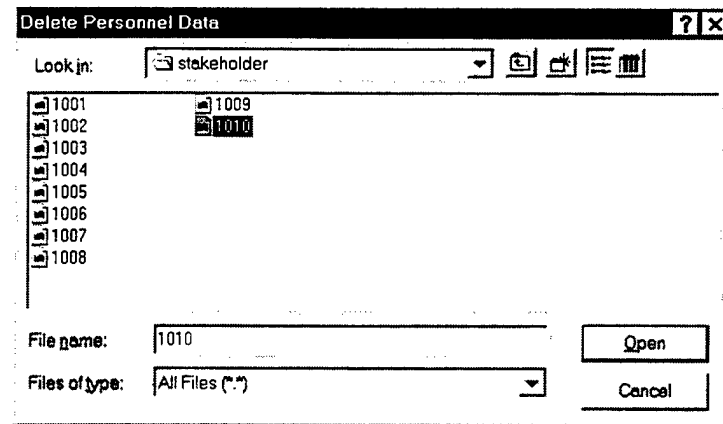 Delete Personnel Data
Look in: stakeholder
1001 1009
1002 1010
1003
1004
1005
1006
1007
1008
File name: 1010 Open
Files of type: All Files (*.*) Cancel